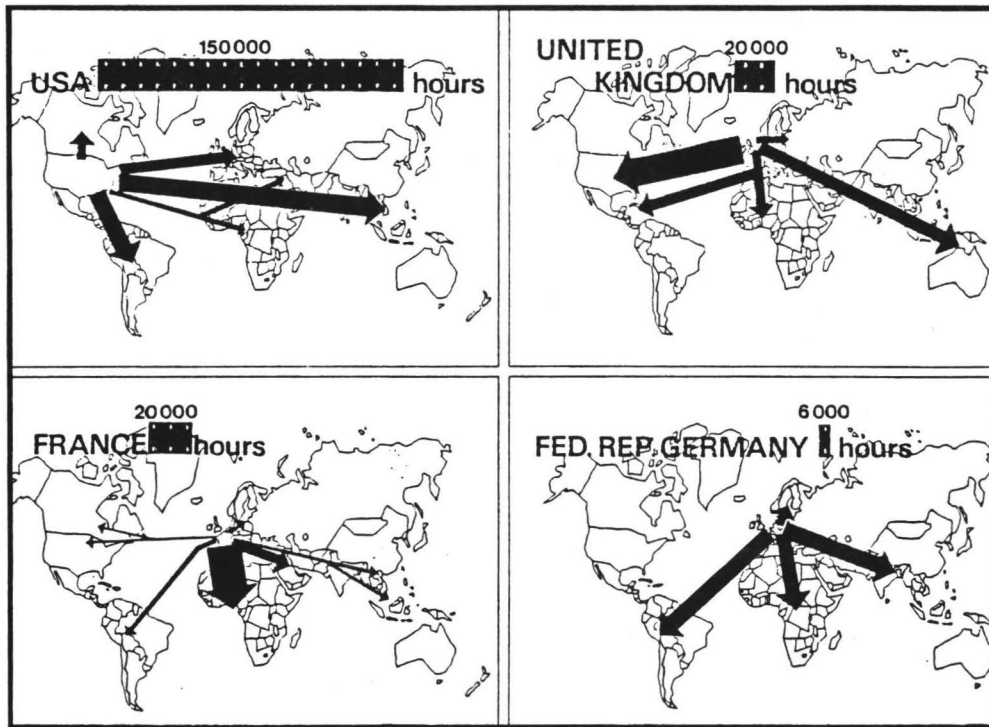 150000
USA hours
UNITED 20000
KINGDOM hours
20000
FRANCE hours
6000
FED. REP. GERMANY hours